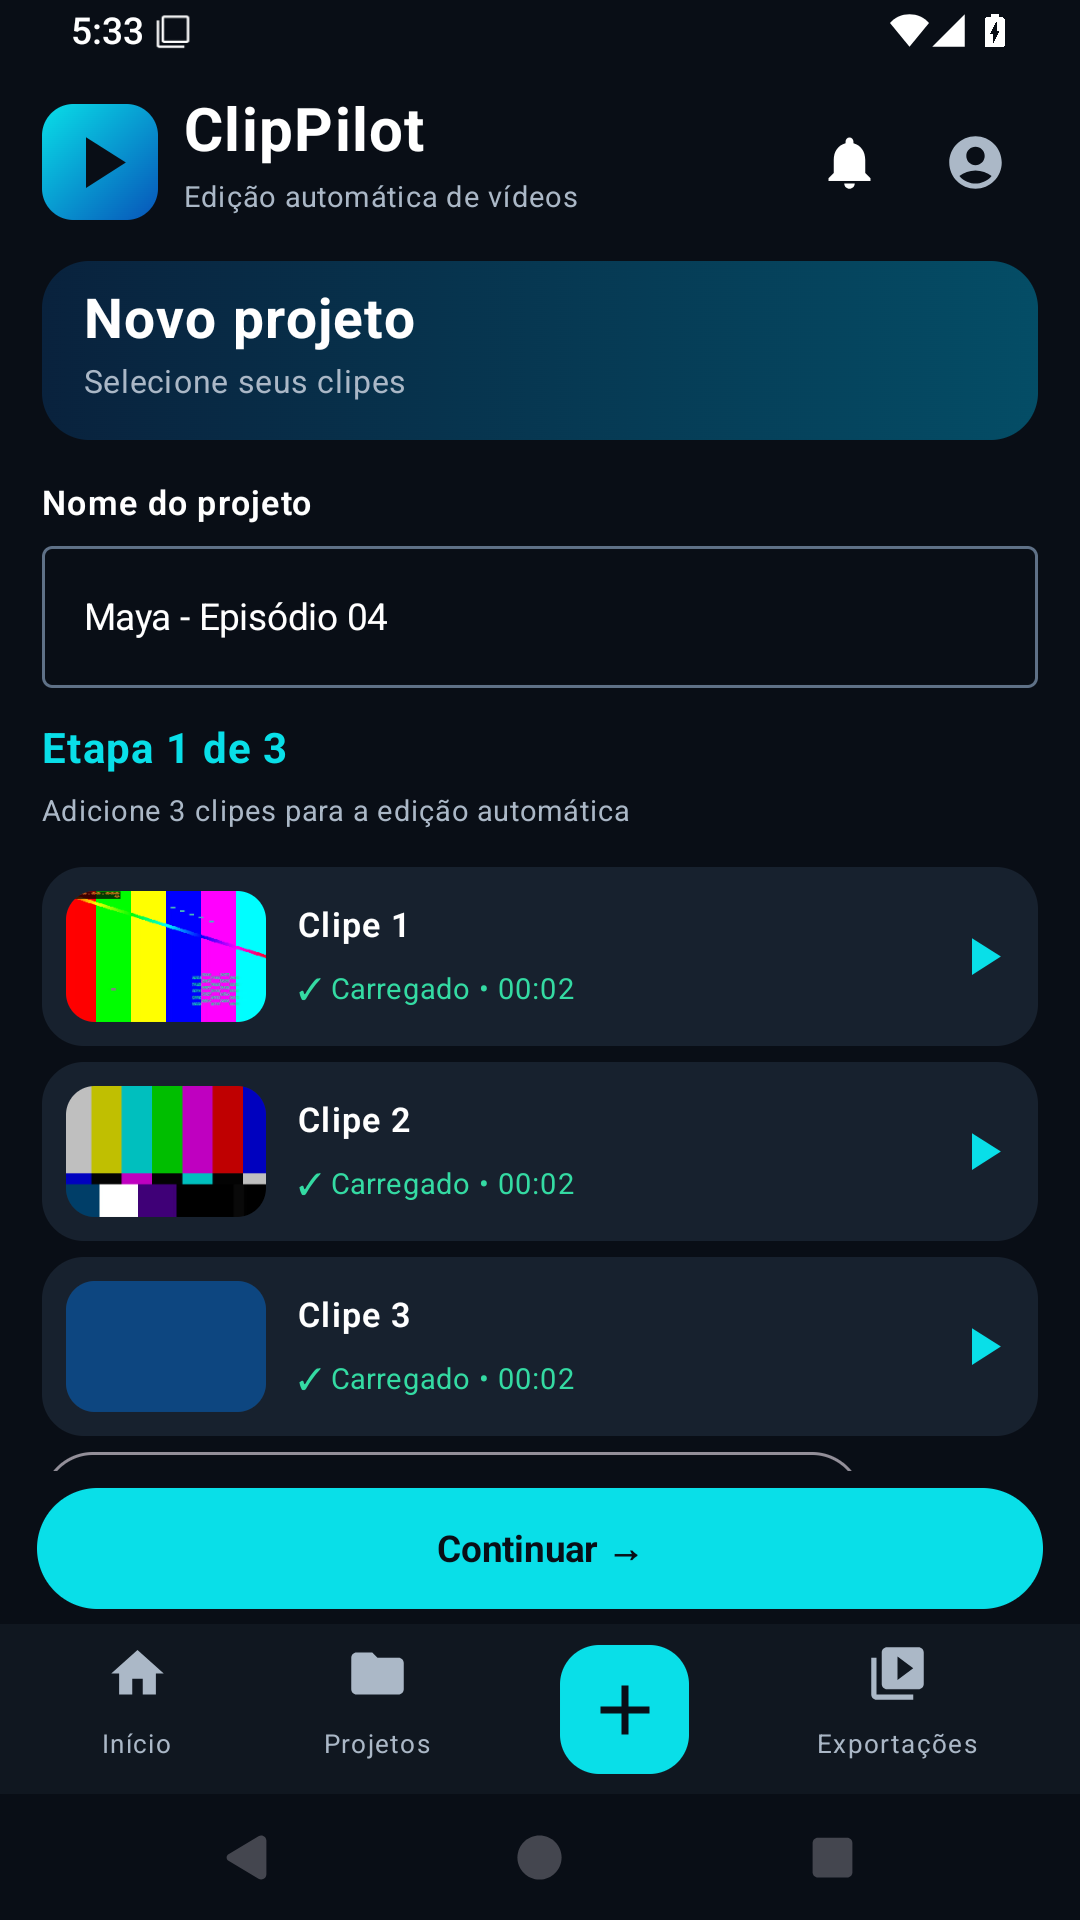 5:33
ClipPilot
Edição automática de vídeos
Novo projeto
Selecione seus clipes
Nome do projeto
Maya - Episódio 04
Etapa 1 de 3
Adicione 3 clipes para a edição automática
Clipe 1
✓ Carregado • 00:02
Clipe 2
✓ Carregado • 00:02
Clipe 3
✓ Carregado • 00:02
Continuar →
Início
Projetos
Exportações